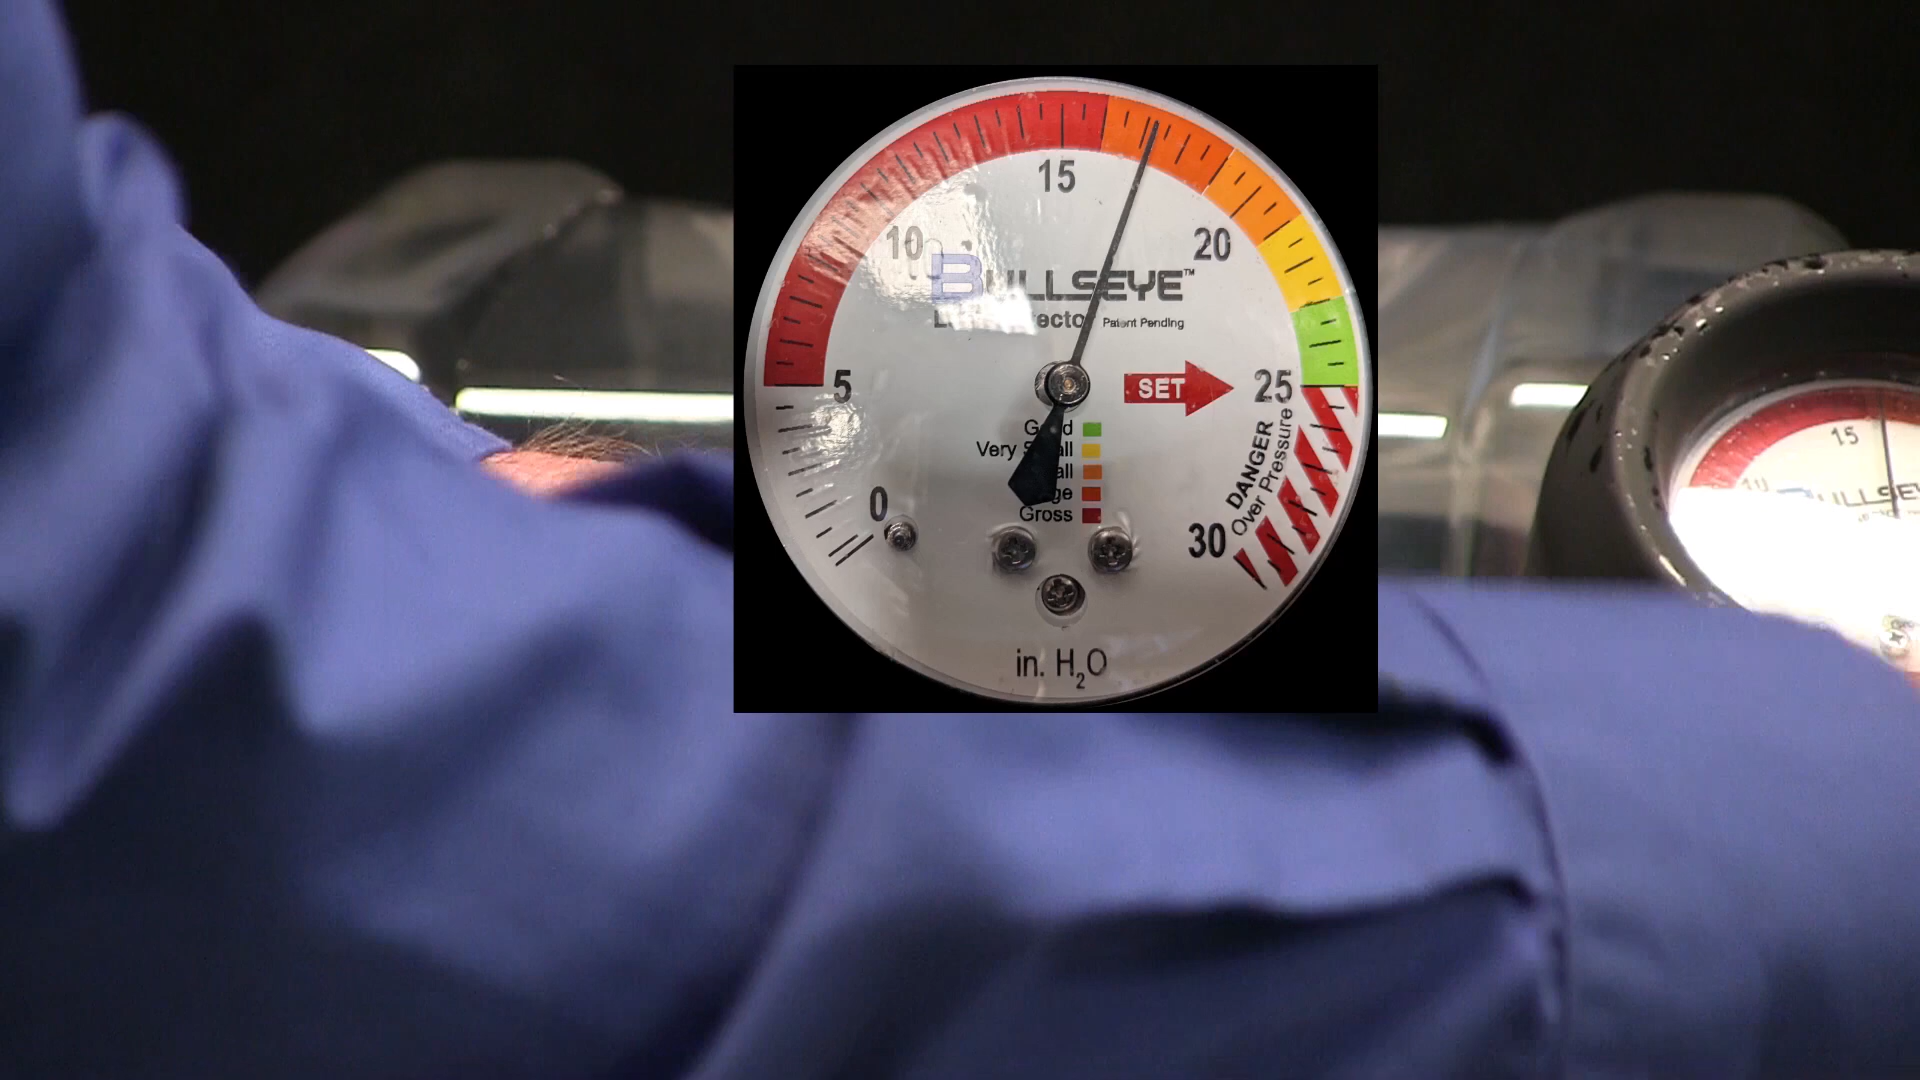 15
10
20
BULLSEYE™
Patent Pending
5
SET
25
Very
Gross
DANGER
Over Pressure
0
30
in. H₂O
15